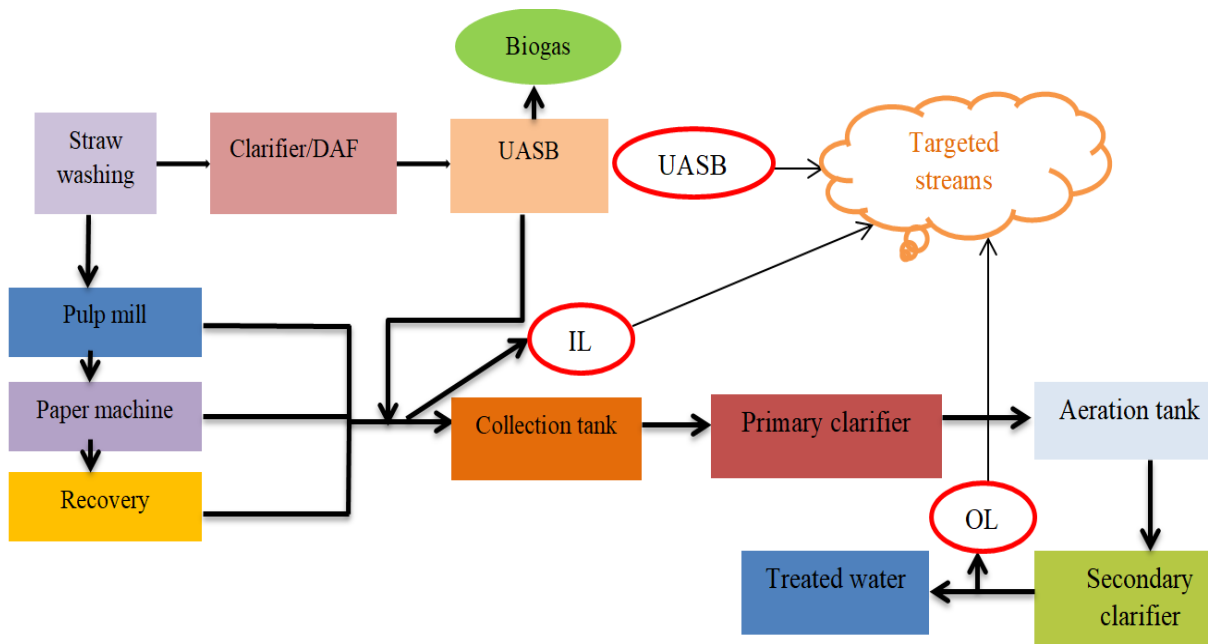 Biogas
Straw
washing
Clarifier/DAF
UASB
UASB
Targeted
streams
Pulp mill
IL
Paper machine
Collection tank
Primary clarifier
Aeration tank
Recovery
OL
Treated water
Secondary
clarifier